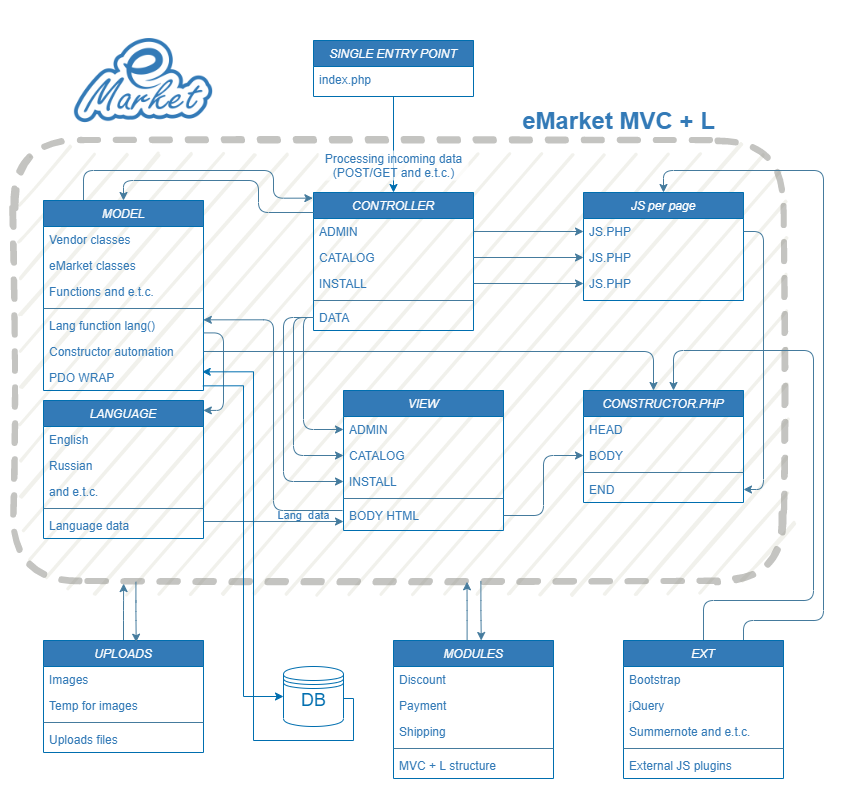 eMarket
SINGLE ENTRY POINT
index.php
eMarket MVC + L
Processing incoming data
(POST/GET and e.t.c.)
MODEL
Vendor classes
eMarket classes
Functions and e.t.c.
Lang function lang()
Constructor automation
PDO WRAP
CONTROLLER
ADMIN
CATALOG
INSTALL
DATA
JS per page
JS.PHP
JS.PHP
JS.PHP
LANGUAGE
English
Russian
and e.t.c.
Language data
Lang data
VIEW
ADMIN
CATALOG
INSTALL
BODY HTML
CONSTRUCTOR.PHP
HEAD
BODY
END
UPLOADS
Images
Temp for images
Uploads files
DB
MODULES
Discount
Payment
Shipping
MVC + L structure
EXT
Bootstrap
jQuery
Summernote and e.t.c.
External JS plugins